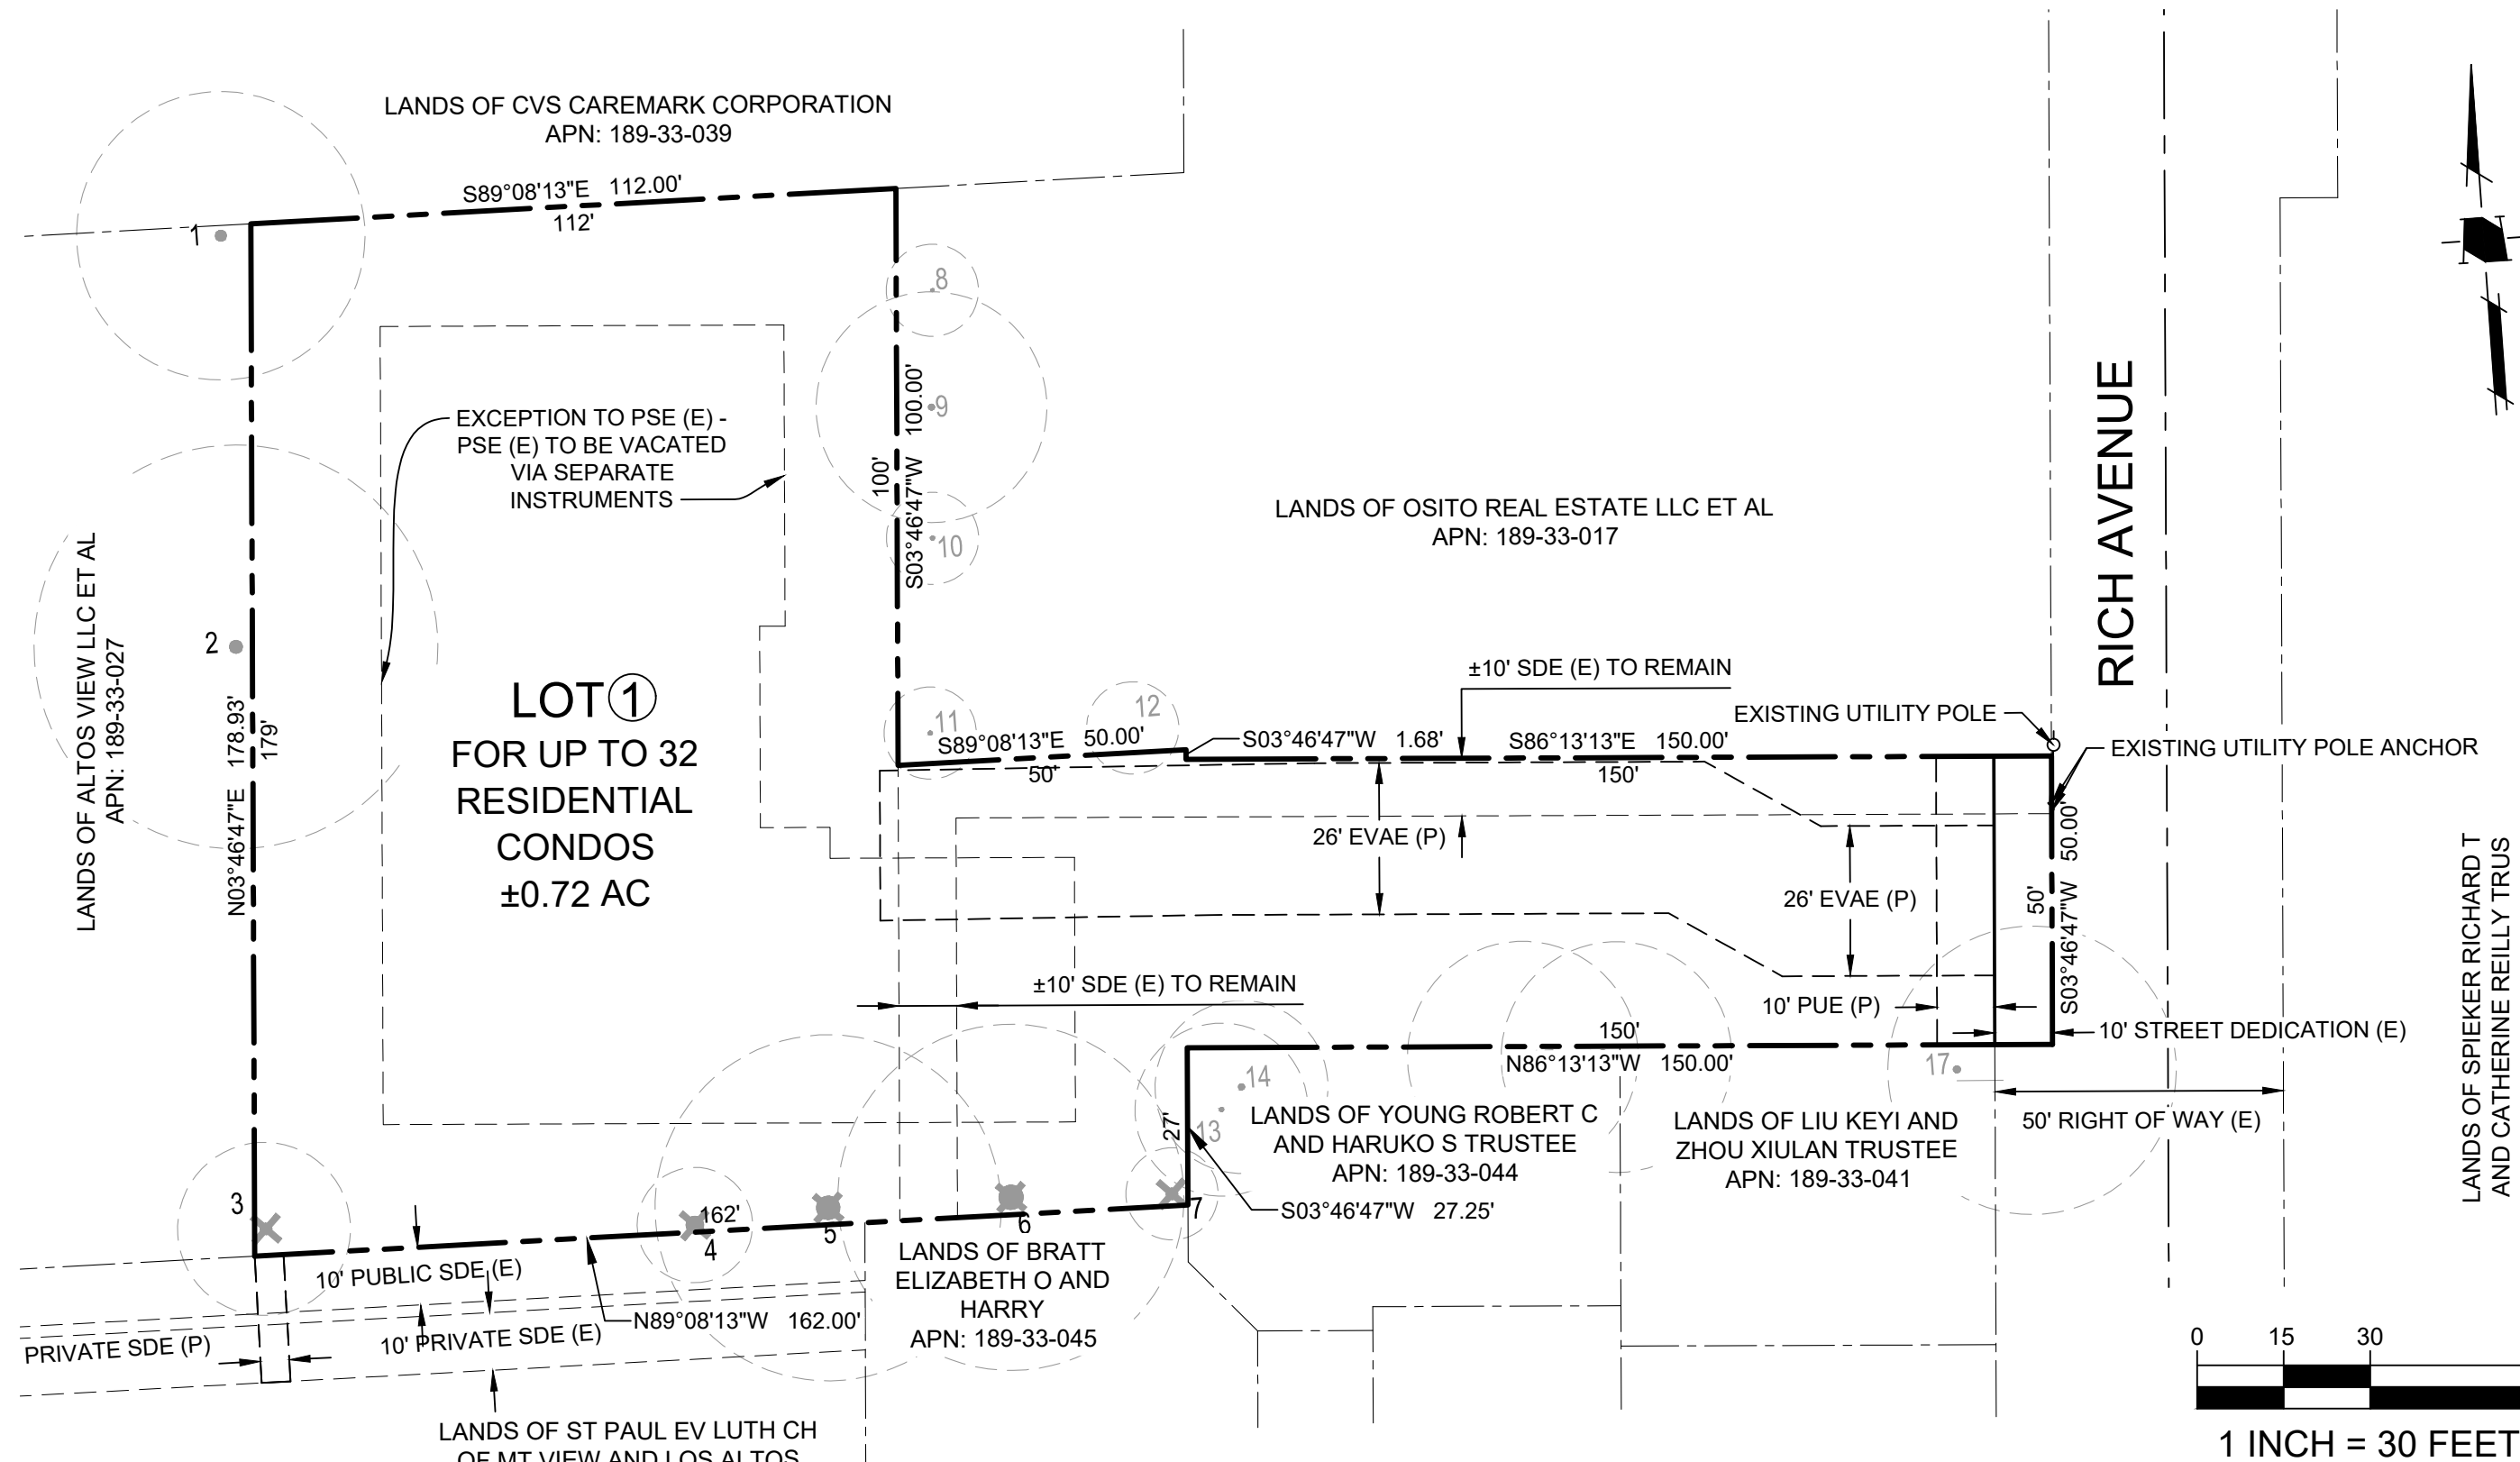 LANDS OF CVS CAREMARK CORPORATION
APN: 189-33-039
S89°08'13"E 112.00'
112'
1
8
9
10
S03°46'47"W 100.00'
100'
EXCEPTION TO PSE (E) -
PSE (E) TO BE VACATED
VIA SEPARATE
INSTRUMENTS
LANDS OF OSITO REAL ESTATE LLC ET AL
APN: 189-33-017
RICH AVENUE
LANDS OF ALTOS VIEW LLC ET AL
APN: 189-33-027
2
N03°46'47"E 178.93'
179'
LOT 1
FOR UP TO 32
RESIDENTIAL
CONDOS
±0.72 AC
±10' SDE (E) TO REMAIN
11
12
S89°08'13"E 50.00'
50'
S03°46'47"W 1.68'
S86°13'13"E 150.00'
150'
EXISTING UTILITY POLE
EXISTING UTILITY POLE ANCHOR
26' EVAE (P)
26' EVAE (P)
S03°46'47"W 50.00'
50'
LANDS OF SPIEKER RICHARD T
AND CATHERINE REILLY TRUS
±10' SDE (E) TO REMAIN
10' PUE (P)
10' STREET DEDICATION (E)
150'
N86°13'13"W 150.00'
17
14
13
27'
LANDS OF YOUNG ROBERT C
AND HARUKO S TRUSTEE
APN: 189-33-044
LANDS OF LIU KEYI AND
ZHOU XIULAN TRUSTEE
APN: 189-33-041
50' RIGHT OF WAY (E)
S03°46'47"W 27.25'
3
162'
4
5
6
7
LANDS OF BRATT
ELIZABETH O AND
HARRY
APN: 189-33-045
10' PUBLIC SDE (E)
N89°08'13"W 162.00'
10' PRIVATE SDE (E)
PRIVATE SDE (P)
LANDS OF ST PAUL EV LUTH CH
OF MT VIEW AND LOS ALTOS
0 15 30
1 INCH = 30 FEET